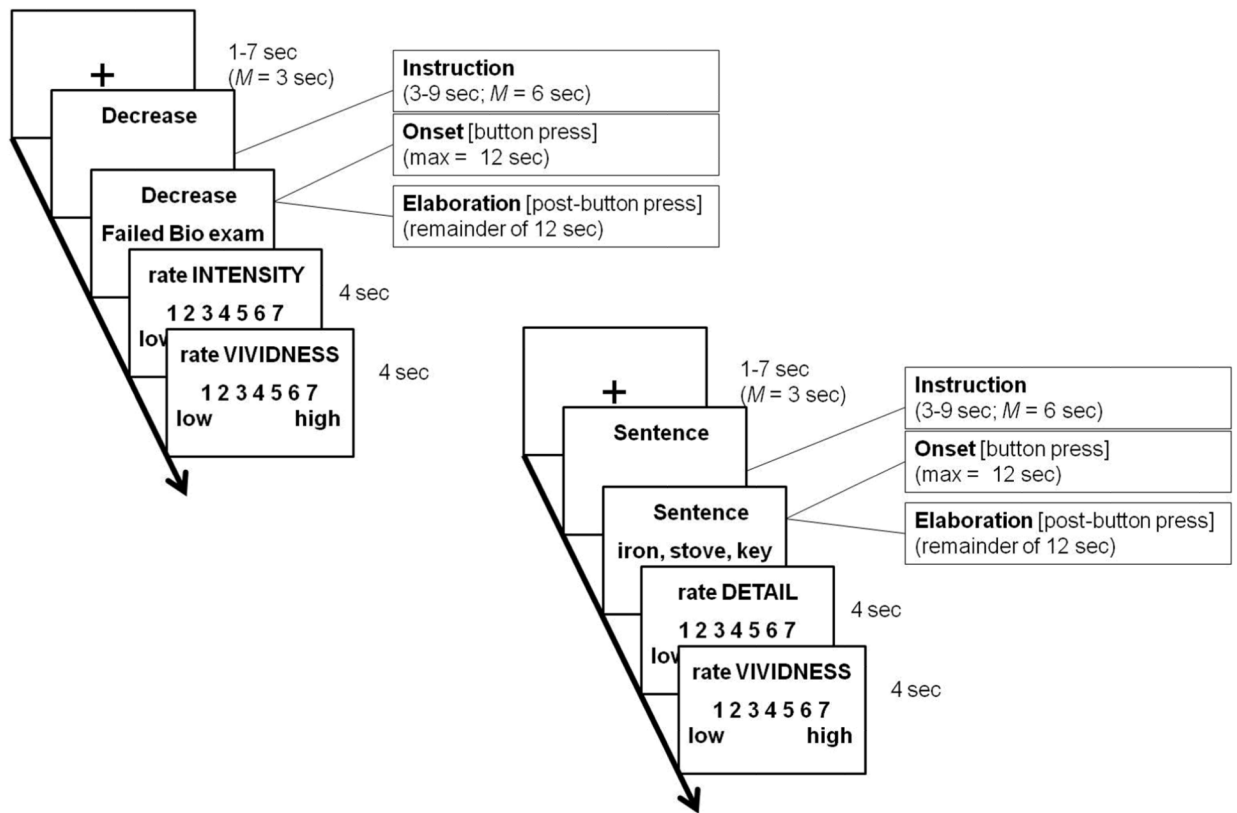 +
1-7 sec
(M = 3 sec)
Decrease
Instruction
(3-9 sec; M = 6 sec)
Onset [button press]
(max = 12 sec)
Decrease
Failed Bio exam
Elaboration [post-button press]
(remainder of 12 sec)
rate INTENSITY
1 2 3 4 5 6 7
low
4 sec
rate VIVIDNESS
1 2 3 4 5 6 7
low high
4 sec
+
1-7 sec
(M = 3 sec)
Sentence
Instruction
(3-9 sec; M = 6 sec)
Onset [button press]
(max = 12 sec)
Sentence
iron, stove, key
Elaboration [post-button press]
(remainder of 12 sec)
rate DETAIL
1 2 3 4 5 6 7
low
4 sec
rate VIVIDNESS
1 2 3 4 5 6 7
low high
4 sec